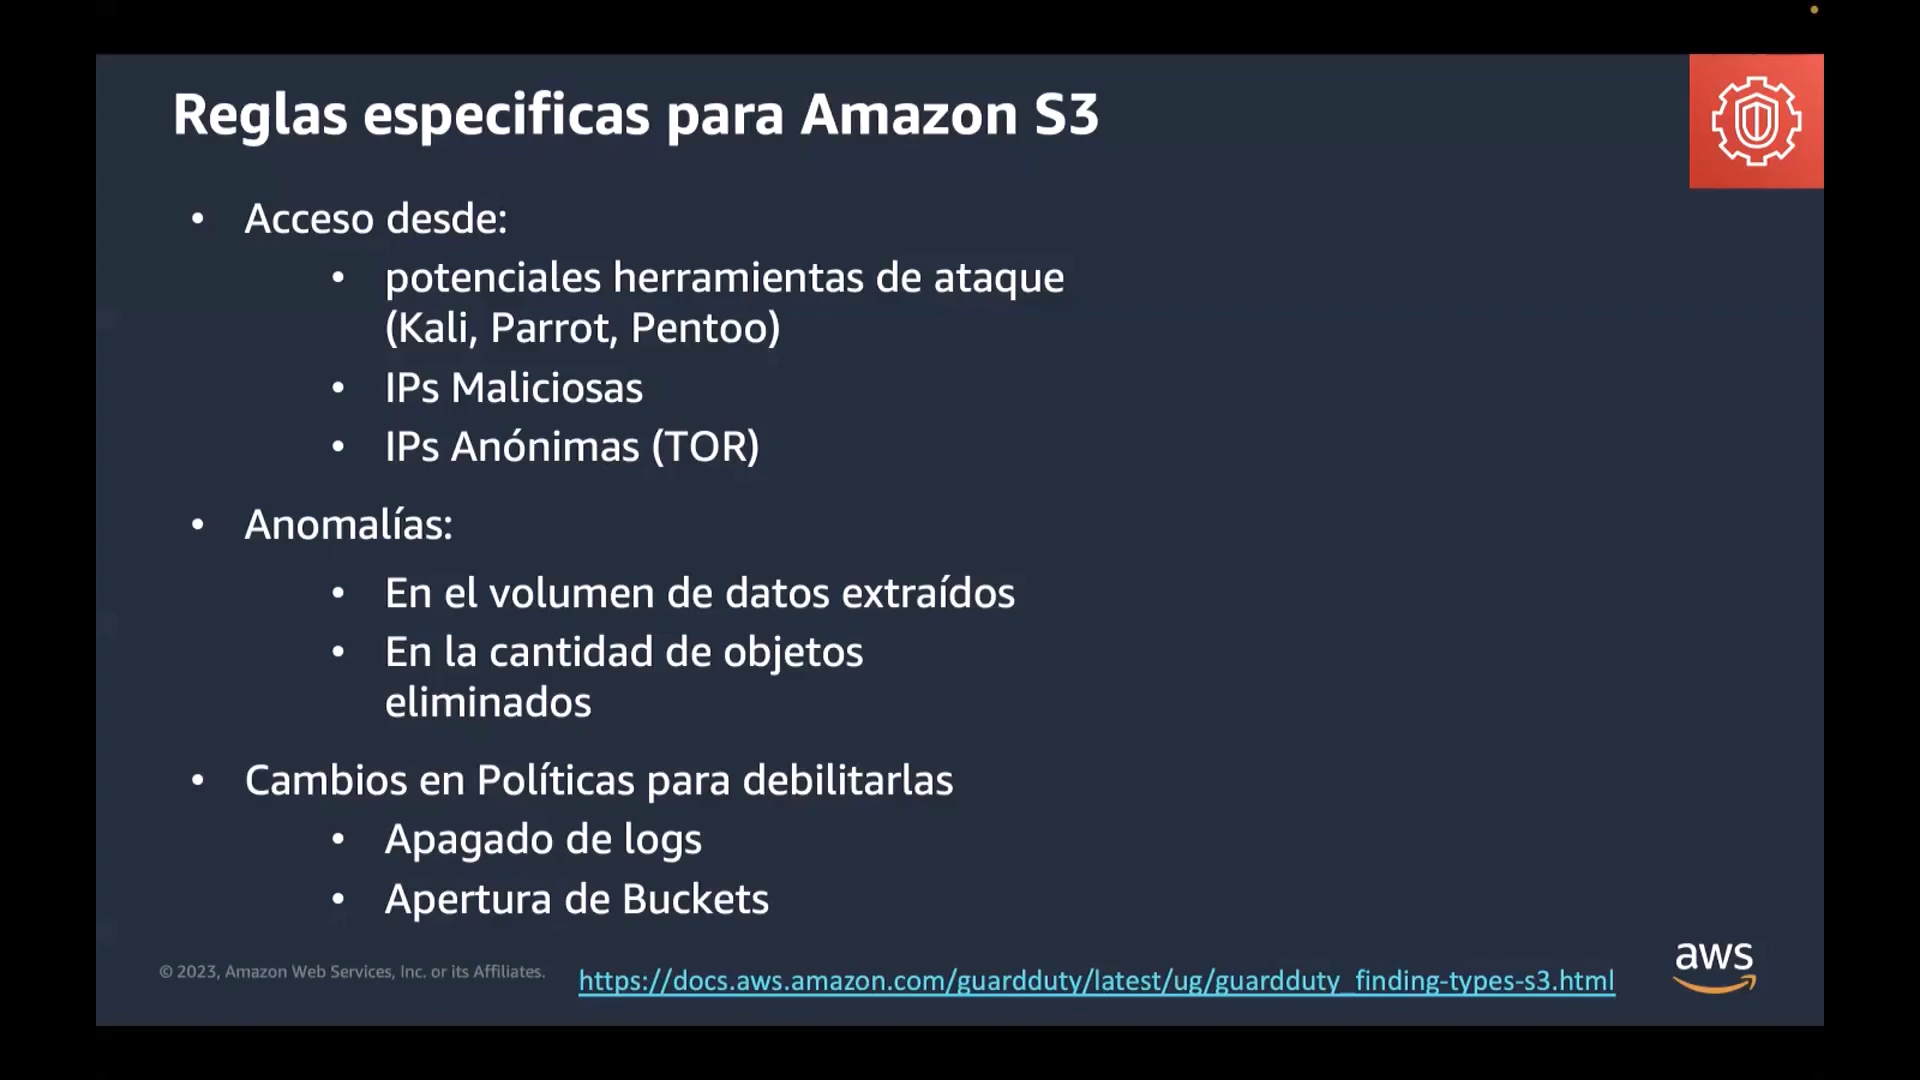 Reglas especificas para Amazon S3
• Acceso desde:
• potenciales herramientas de ataque
(Kali, Parrot, Pentoo)
• IPs Maliciosas
• IPs Anónimas (TOR)
• Anomalías:
• En el volumen de datos extraídos
• En la cantidad de objetos
eliminados
• Cambios en Políticas para debilitarlas
• Apagado de logs
• Apertura de Buckets
© 2023, Amazon Web Services, Inc. or its Affiliates.
https://docs.aws.amazon.com/guardduty/latest/ug/guardduty_finding-types-s3.html
aws